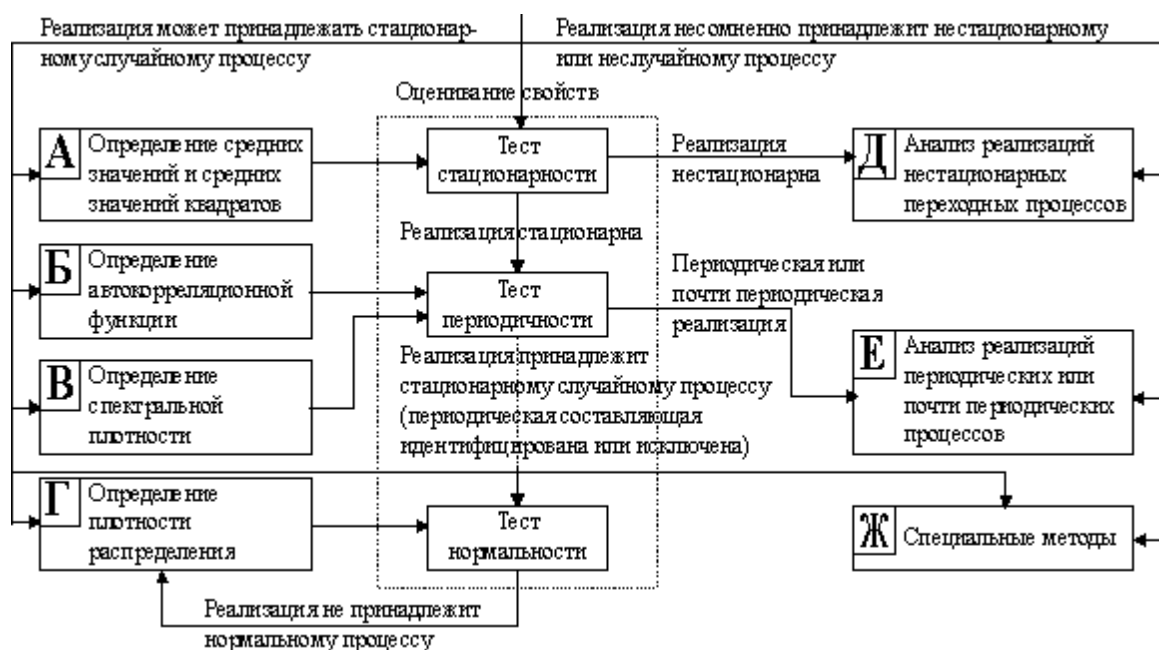 Реализация может принадлежать стационар-
ному случайному процессу
Реализация несомненно принадлежит нестационарному
или неслучайному процессу
Оценивание свойств
А
Определение средних
значений и средних
значений квадратов
Тест
стационарности
Реализация
нестационарна
Д
Анализ реализаций
нестационарных
переходных процессов
Реализация стационарна
Б
Определение
автокорреляционной
функции
Тест
периодичности
Периодическая или
почти периодическая
реализация
В
Определение
спектральной
плотности
Реализация принадлежит
стационарному случайному процессу
(периодическая составляющая
идентифицирована или исключена)
Е
Анализ реализаций
периодических или
почти периодических
процессов
Г
Определение
плотности
распределения
Тест
нормальности
Ж
Специальные методы
Реализация не принадлежит
нормальному процессу